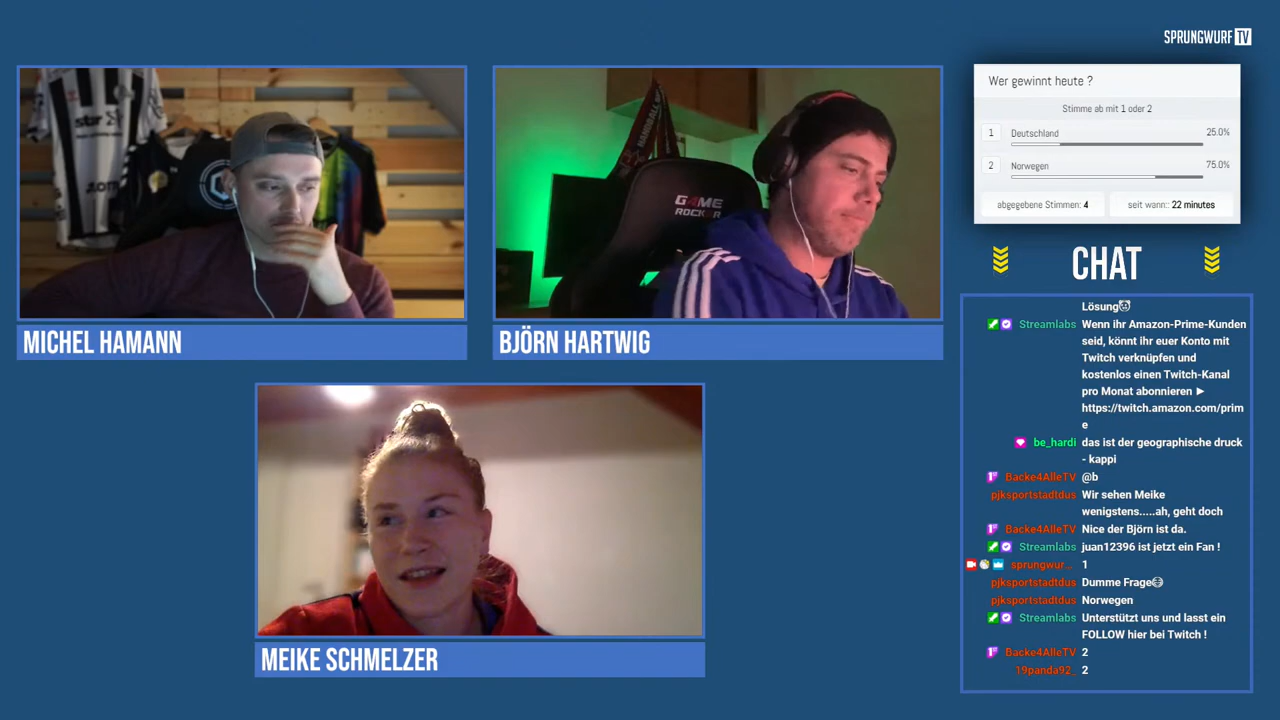 SPRUNGWURF TV
Wer gewinnt heute ?
Stimme ab mit 1 oder 2
1 Deutschland 25.0%
2 Norwegen 75.0%
abgegebene Stimmen: 4 seit wann:: 22 minutes
CHAT
Lösung
Streamlabs Wenn ihr Amazon-Prime-Kunden
seid, könnt ihr euer Konto mit
Twitch verknüpfen und
kostenlos einen Twitch-Kanal
pro Monat abonnieren ►
https://twitch.amazon.com/prim
e
be_hardi das ist der geographische druck
- kappi
Backe4AlleTV @b
pjksportstadtdus Wir sehen Meike
wenigstens.....ah, geht doch
Backe4AlleTV Nice der Björn ist da.
Streamlabs juan12396 ist jetzt ein Fan !
sprungwur... 1
pjksportstadtdus Dumme Frage
pjksportstadtdus Norwegen
Streamlabs Unterstützt uns und lasst ein
FOLLOW hier bei Twitch !
Backe4AlleTV 2
19panda92_ 2
HANDBALL
GAME
ROCKER
MICHEL HAMANN
BJÖRN HARTWIG
MEIKE SCHMELZER